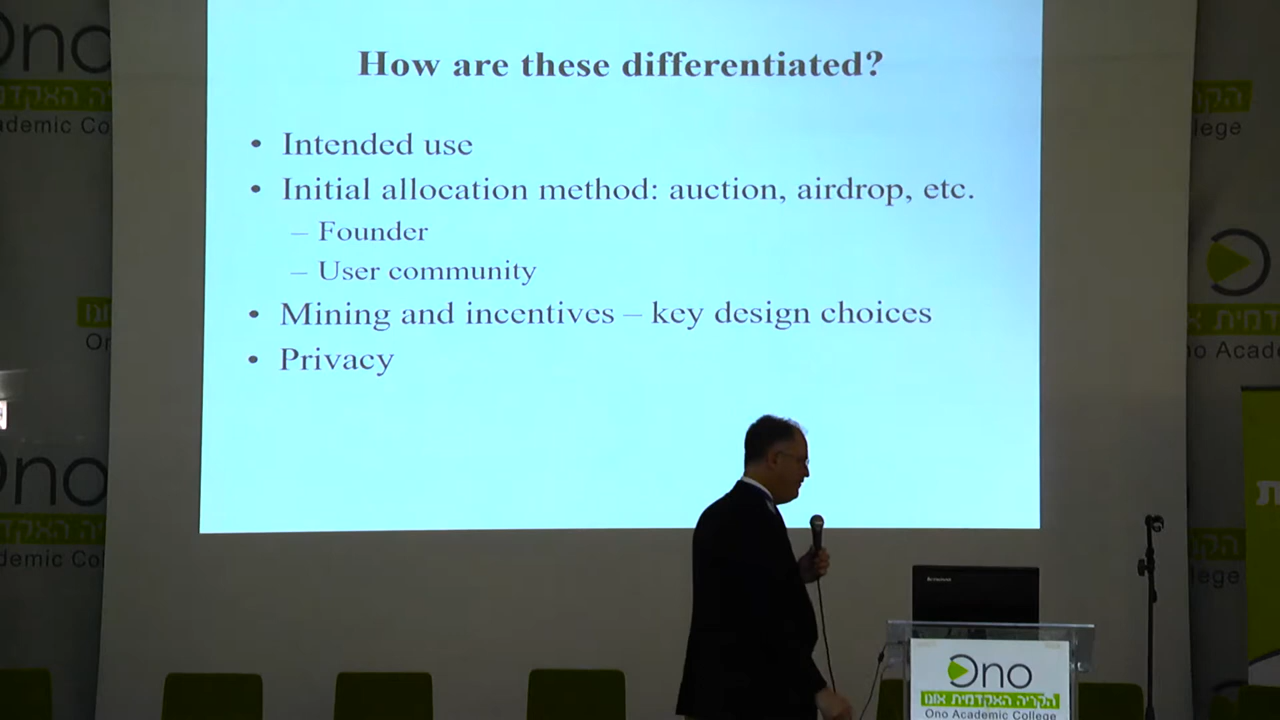 How are these differentiated?
• Intended use
• Initial allocation method: auction, airdrop, etc.
– Founder
– User community
• Mining and incentives – key design choices
• Privacy
Ono
הקריה האקדמית אונו
Ono Academic College
lenovo